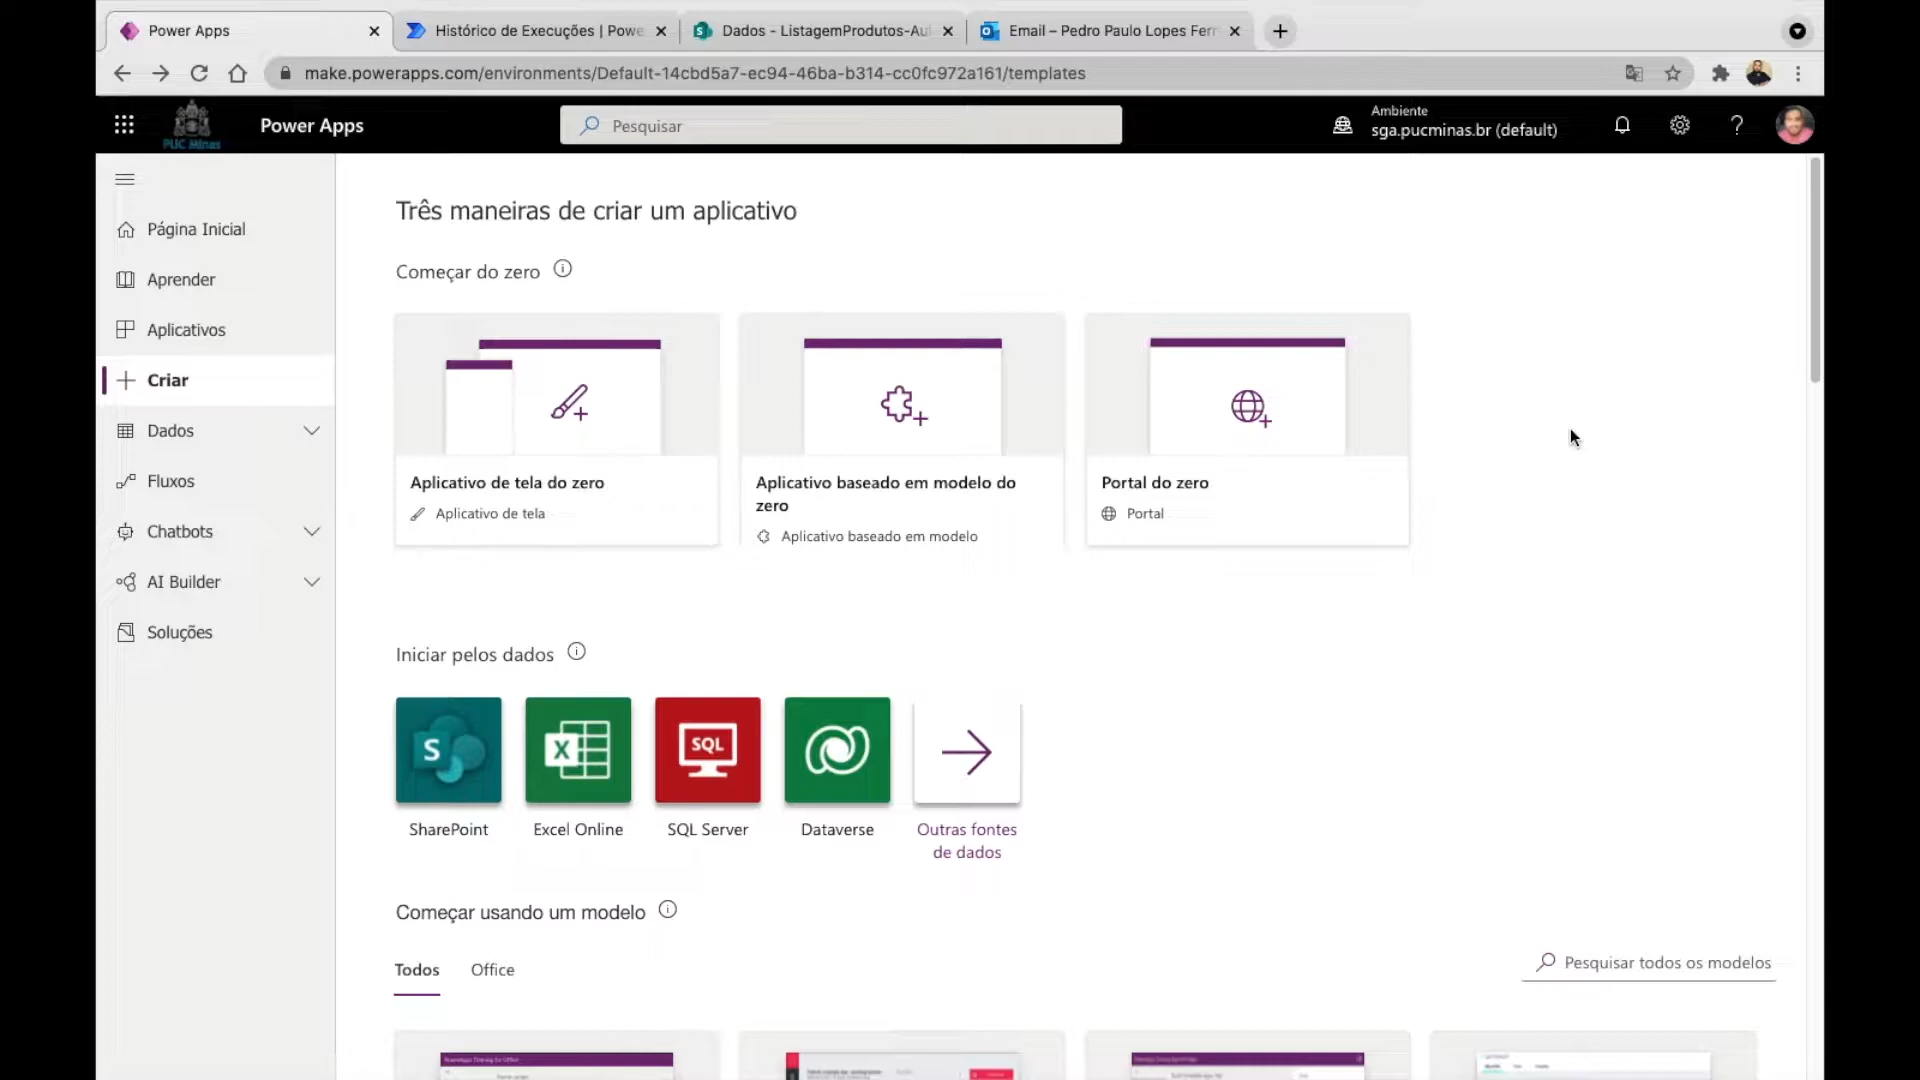 Power Apps
Histórico de Execuções | Powe
Dados - ListagemProdutos-Au
Email – Pedro Paulo Lopes Ferr
make.powerapps.com/environments/Default-14cbd5a7-ec94-46ba-b314-cc0fc972a161/templates
PUC Minas
Power Apps
Pesquisar
Ambiente
sga.pucminas.br (default)
Página Inicial
Aprender
Aplicativos
Criar
Dados
Fluxos
Chatbots
AI Builder
Soluções
Três maneiras de criar um aplicativo
Começar do zero
Aplicativo de tela do zero
Aplicativo de tela
Aplicativo baseado em modelo do
zero
Aplicativo baseado em modelo
Portal do zero
Portal
Iniciar pelos dados
S
X
SQL
SharePoint
Excel Online
SQL Server
Dataverse
Outras fontes
de dados
Começar usando um modelo
Todos
Office
Pesquisar todos os modelos